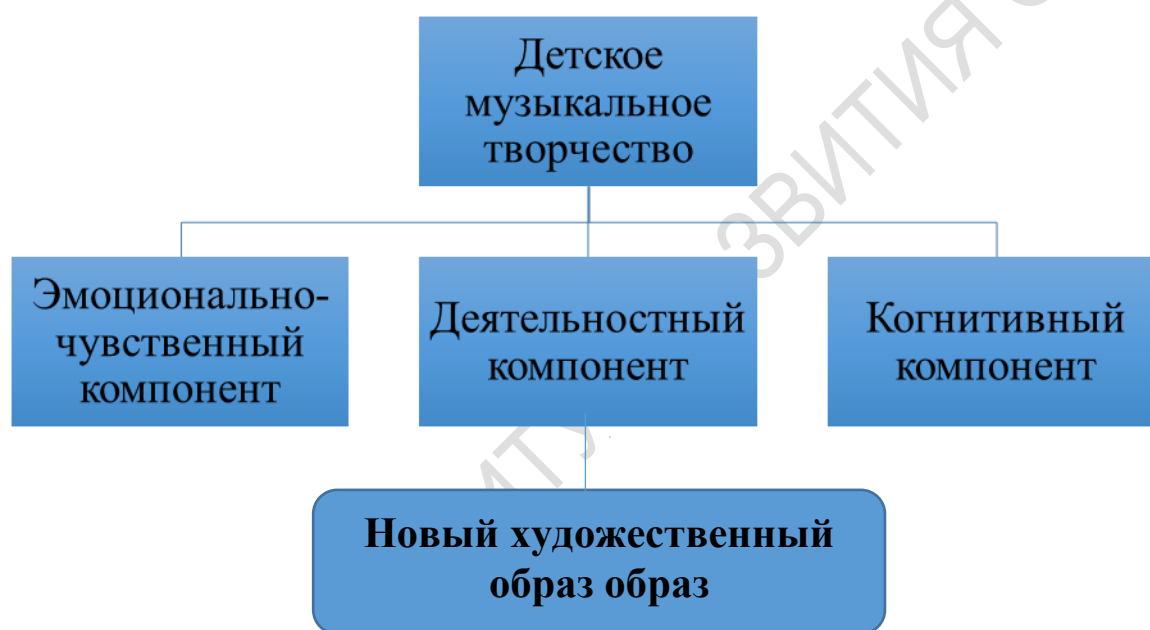 Детское
музыкальное
творчество
Эмоционально-
чувственный
компонент
Деятельностный
компонент
Когнитивный
компонент
Новый художественный
образ образ